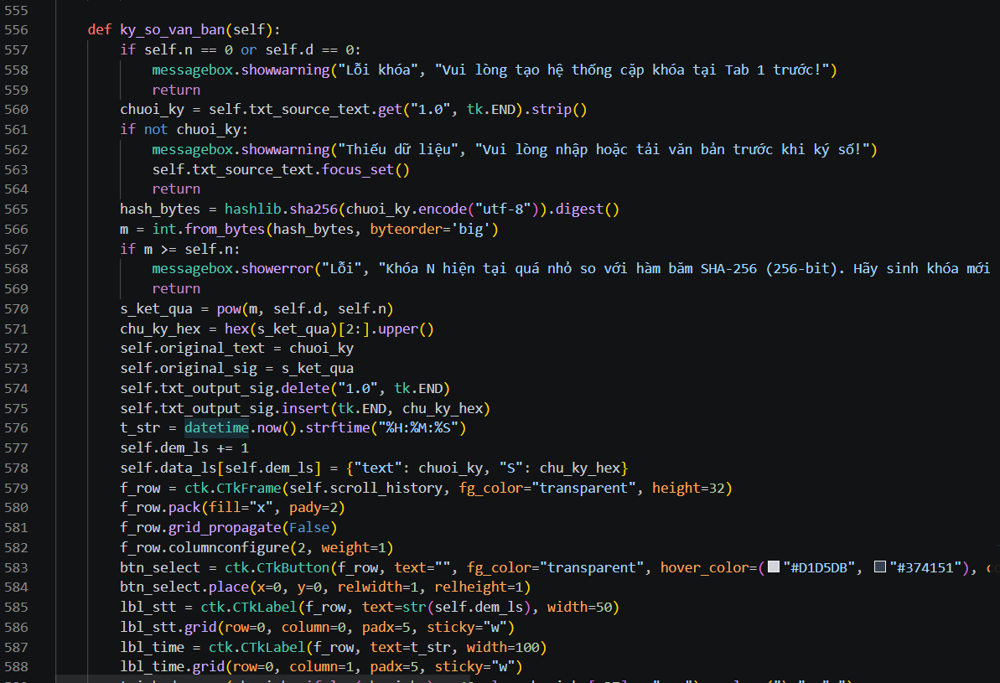 555
556 def ky_so_van_ban(self):
557 if self.n == 0 or self.d == 0:
558 messagebox.showwarning("Lỗi khóa", "Vui lòng tạo hệ thống cặp khóa tại Tab 1 trước!")
559 return
560 chuoi_ky = self.txt_source_text.get("1.0", tk.END).strip()
561 if not chuoi_ky:
562 messagebox.showwarning("Thiếu dữ liệu", "Vui lòng nhập hoặc tải văn bản trước khi ký số!")
563 self.txt_source_text.focus_set()
564 return
565 hash_bytes = hashlib.sha256(chuoi_ky.encode("utf-8")).digest()
566 m = int.from_bytes(hash_bytes, byteorder='big')
567 if m >= self.n:
568 messagebox.showerror("Lỗi", "Khóa N hiện tại quá nhỏ so với hàm băm SHA-256 (256-bit). Hãy sinh khóa mới
569 return
570 s_ket_qua = pow(m, self.d, self.n)
571 chu_ky_hex = hex(s_ket_qua)[2:].upper()
572 self.original_text = chuoi_ky
573 self.original_sig = s_ket_qua
574 self.txt_output_sig.delete("1.0", tk.END)
575 self.txt_output_sig.insert(tk.END, chu_ky_hex)
576 t_str = datetime.now().strftime("%H:%M:%S")
577 self.dem_ls += 1
578 self.data_ls[self.dem_ls] = {"text": chuoi_ky, "S": chu_ky_hex}
579 f_row = ctk.CTkFrame(self.scroll_history, fg_color="transparent", height=32)
580 f_row.pack(fill="x", pady=2)
581 f_row.grid_propagate(False)
582 f_row.columnconfigure(2, weight=1)
583 btn_select = ctk.CTkButton(f_row, text="", fg_color="transparent", hover_color=("#D1D5DB", "#374151"),
584 btn_select.place(x=0, y=0, relwidth=1, relheight=1)
585 lbl_stt = ctk.CTkLabel(f_row, text=str(self.dem_ls), width=50)
586 lbl_stt.grid(row=0, column=0, padx=5, sticky="w")
587 lbl_time = ctk.CTkLabel(f_row, text=t_str, width=100)
588 lbl_time.grid(row=0, column=1, padx=5, sticky="w")